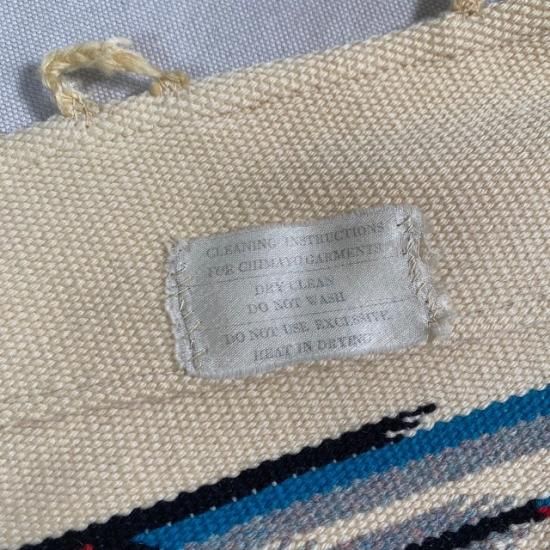 CLEANING INSTRUCTIONS
FOR CHIMAYO GARMENTS
DRY CLEAN
DO NOT WASH
DO NOT USE EXCESSIVE
HEAT IN DRYING